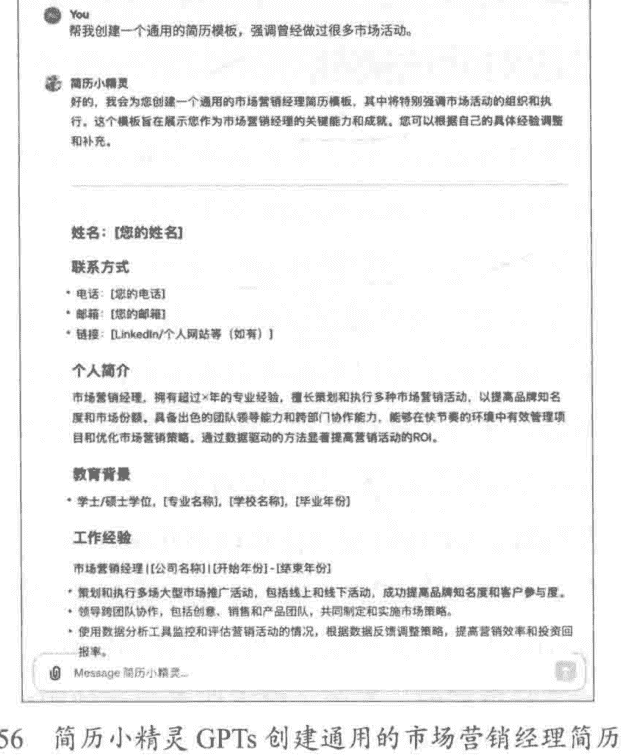 You
帮我创建一个通用的简历模板，强调曾经做过很多市场活动。
简历小精灵
好的，我会为您创建一个通用的市场营销经理简历模板，其中将特别强调市场活动的组织和执
行。这个模板旨在展示您作为市场营销经理的关键能力和成就。您可以根据自己的具体经验调整
和补充。
姓名：[您的姓名]
联系方式
• 电话：[您的电话]
• 邮箱：[您的邮箱]
• 链接：[LinkedIn/个人网站等（如有）]
个人简介
市场营销经理，拥有超过×年的专业经验，擅长策划和执行多种市场营销活动，以提高品牌知名
度和市场份额。具备出色的团队领导能力和跨部门协作能力，能够在快节奏的环境中有效管理项
目和优化市场营销策略。通过数据驱动的方法显著提高营销活动的ROI。
教育背景
• 学士/硕士学位，[专业名称]，[学校名称]，[毕业年份]
工作经验
市场营销经理|[公司名称]|[开始年份]-[结束年份]
• 策划和执行多场大型市场推广活动，包括线上和线下活动，成功提高品牌知名度和客户参与度。
• 领导跨团队协作，包括创意、销售和产品团队，共同制定和实施市场策略。
• 使用数据分析工具监控和评估营销活动的情况，根据数据反馈调整策略，提高营销效率和投资回
报率。
Message 简历小精灵...
56 简历小精灵 GPTs 创建通用的市场营销经理简历